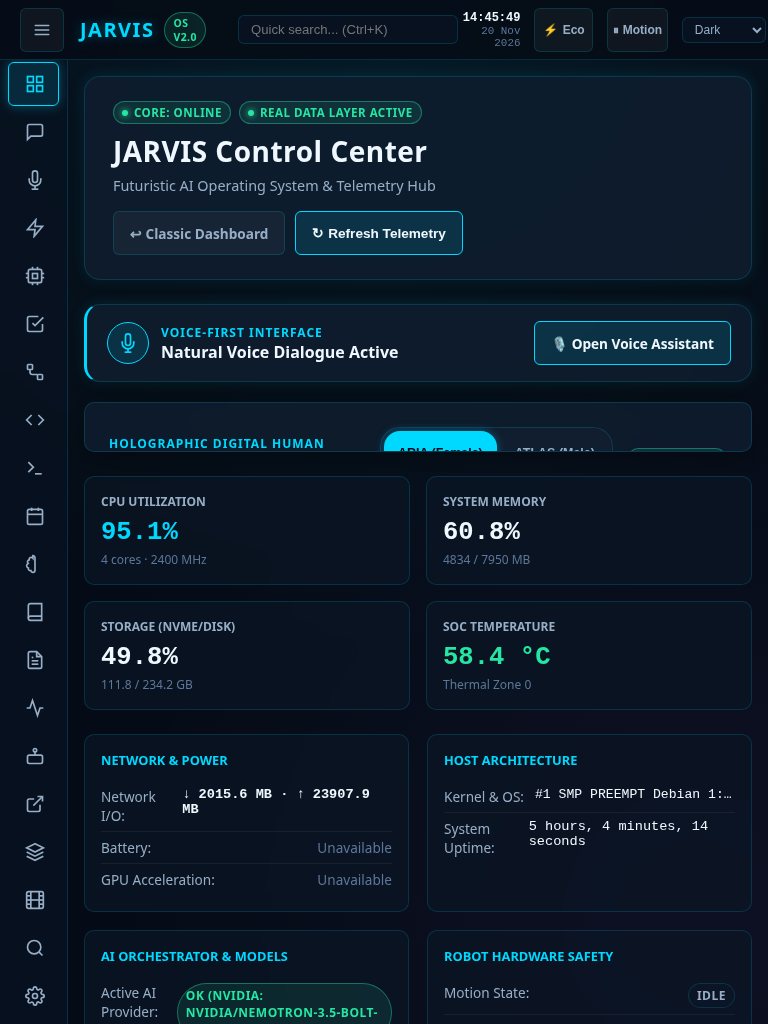 JARVIS
OS V2.0
Quick search... (Ctrl+K)
14:45:49
20 Nov 2026
⚡ Eco
Motion
Dark
CORE: ONLINE
REAL DATA LAYER ACTIVE
JARVIS Control Center
Futuristic AI Operating System & Telemetry Hub
↩ Classic Dashboard
↻ Refresh Telemetry
VOICE-FIRST INTERFACE
Natural Voice Dialogue Active
🎙️ Open Voice Assistant
HOLOGRAPHIC DIGITAL HUMAN
ARIA (Female)
ATLAS (Male)
CPU UTILIZATION
95.1%
4 cores · 2400 MHz
SYSTEM MEMORY
60.8%
4834 / 7950 MB
STORAGE (NVME/DISK)
49.8%
111.8 / 234.2 GB
SOC TEMPERATURE
58.4 °C
Thermal Zone 0
NETWORK & POWER
Network I/O:
↓ 2015.6 MB · ↑ 23907.9 MB
Battery:
Unavailable
GPU Acceleration:
Unavailable
HOST ARCHITECTURE
Kernel & OS:
#1 SMP PREEMPT Debian 1:…
System Uptime:
5 hours, 4 minutes, 14 seconds
AI ORCHESTRATOR & MODELS
Active AI Provider:
OK (NVIDIA:
NVIDIA/NEMOTRON-3.5-BOLT-
ROBOT HARDWARE SAFETY
Motion State:
IDLE